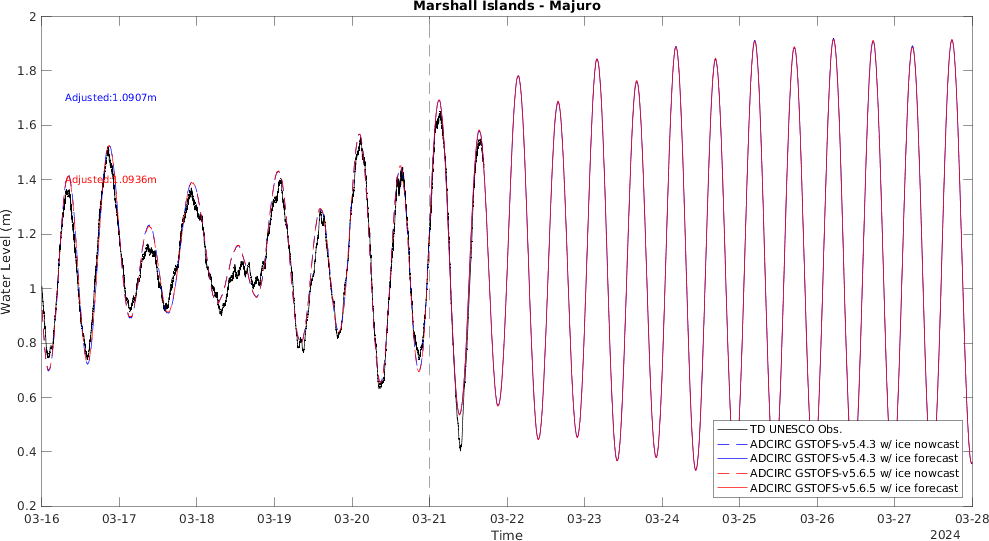 Marshall Islands - Majuro
Water Level (m)
2
1.8
1.6
1.4
1.2
1
0.8
0.6
0.4
0.2
Adjusted:1.0907m
Adjusted:1.0936m
TD UNESCO Obs.
ADCIRC GSTOFS-v5.4.3 w/ ice nowcast
ADCIRC GSTOFS-v5.4.3 w/ ice forecast
ADCIRC GSTOFS-v5.6.5 w/ ice nowcast
ADCIRC GSTOFS-v5.6.5 w/ ice forecast
03-16 03-17 03-18 03-19 03-20 03-21 03-22 03-23 03-24 03-25 03-26 03-27 03-28
Time
2024